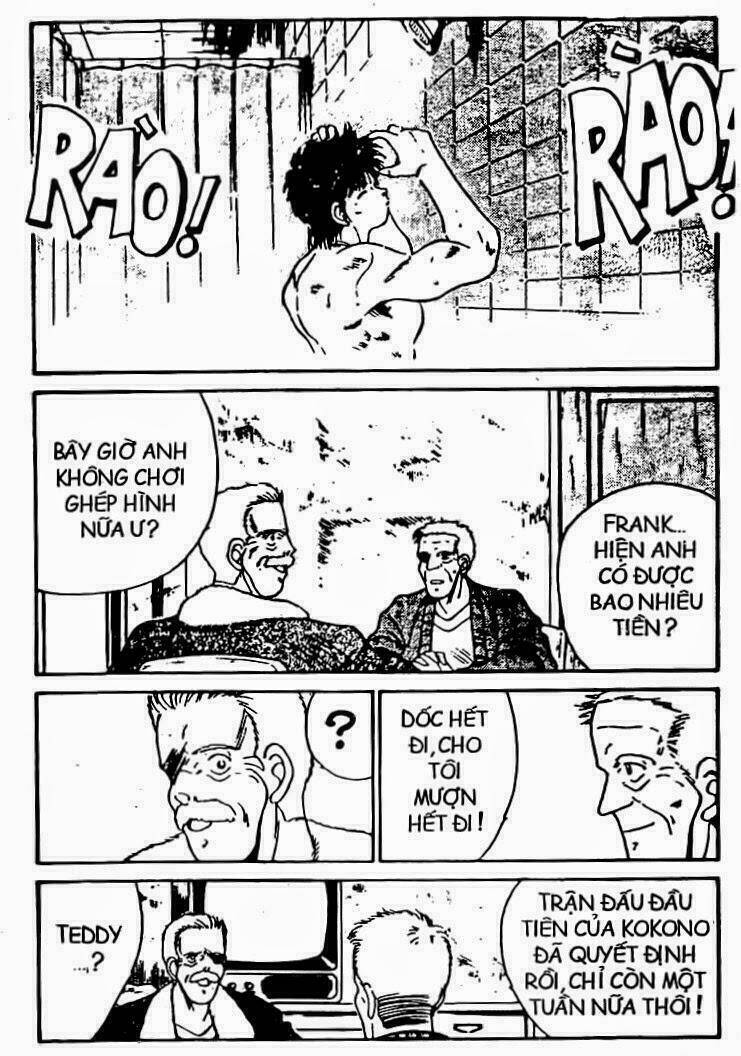 RÀO!
RÀO!
BÂY GIỜ ANH
KHÔNG CHƠI
GHÉP HÌNH
NỮA Ư?
FRANK...
HIỆN ANH
CÓ ĐƯỢC
BAO NHIÊU
TIỀN?
?
DỐC HẾT
ĐI, CHO
TÔI
MƯỢN
HẾT ĐI!
TEDDY
...?
TRẬN ĐẤU ĐẦU
TIÊN CỦA KOKONO
ĐÃ QUYẾT ĐỊNH
RỒI, CHỈ CÒN MỘT
TUẦN NỮA THÔI!